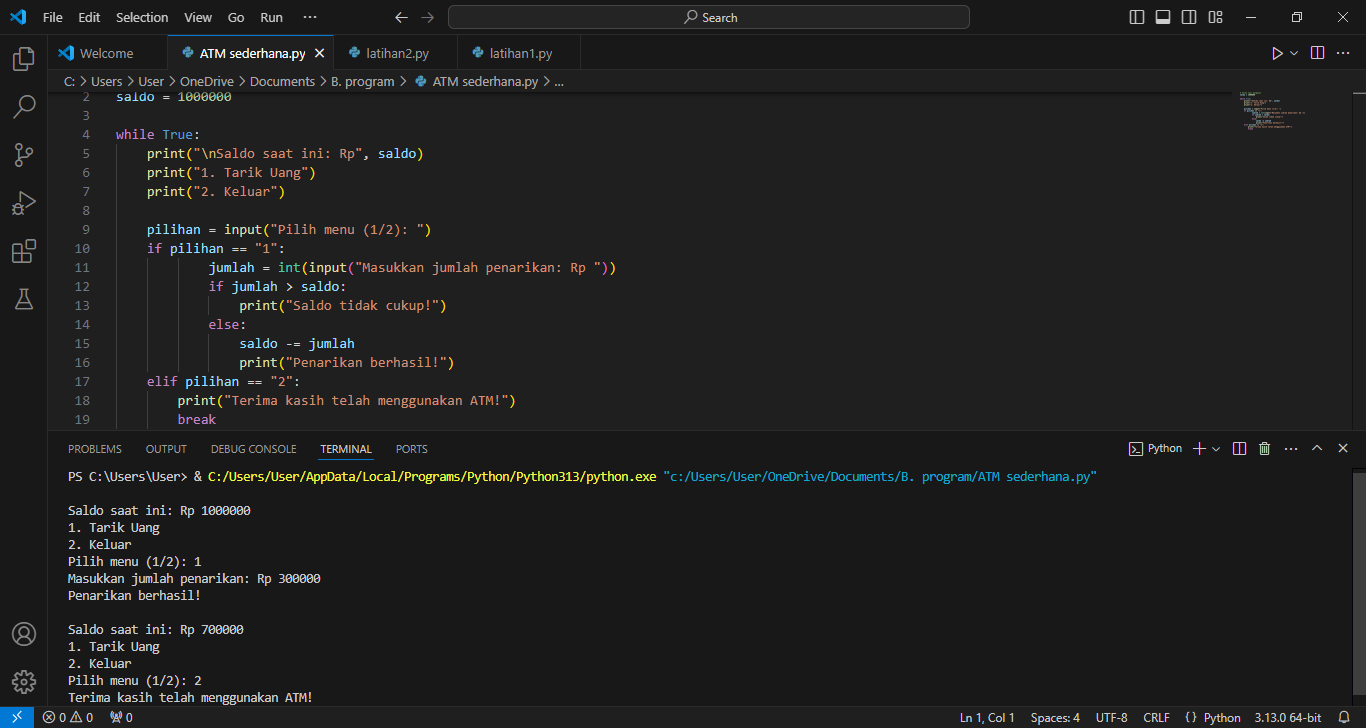 File Edit Selection View Go Run ··· Search
Welcome ATM sederhana.py latihan2.py latihan1.py
C: > Users > User > OneDrive > Documents > B. program > ATM sederhana.py > ...
2 saldo = 1000000
3
4 while True:
5 print("\nSaldo saat ini: Rp", saldo)
6 print("1. Tarik Uang")
7 print("2. Keluar")
8
9 pilihan = input("Pilih menu (1/2): ")
10 if pilihan == "1":
11 jumlah = int(input("Masukkan jumlah penarikan: Rp "))
12 if jumlah > saldo:
13 print("Saldo tidak cukup!")
14 else:
15 saldo -= jumlah
16 print("Penarikan berhasil!")
17 elif pilihan == "2":
18 print("Terima kasih telah menggunakan ATM!")
19 break
PROBLEMS OUTPUT DEBUG CONSOLE TERMINAL PORTS Python
PS C:\Users\User> & C:/Users/User/AppData/Local/Programs/Python/Python313/python.exe "c:/Users/User/OneDrive/Documents/B. program/ATM sederhana.py"
Saldo saat ini: Rp 1000000
1. Tarik Uang
2. Keluar
Pilih menu (1/2): 1
Masukkan jumlah penarikan: Rp 300000
Penarikan berhasil!
Saldo saat ini: Rp 700000
1. Tarik Uang
2. Keluar
Pilih menu (1/2): 2
Terima kasih telah menggunakan ATM!
0 0 0 Ln 1, Col 1 Spaces: 4 UTF-8 CRLF {} Python 3.13.0 64-bit